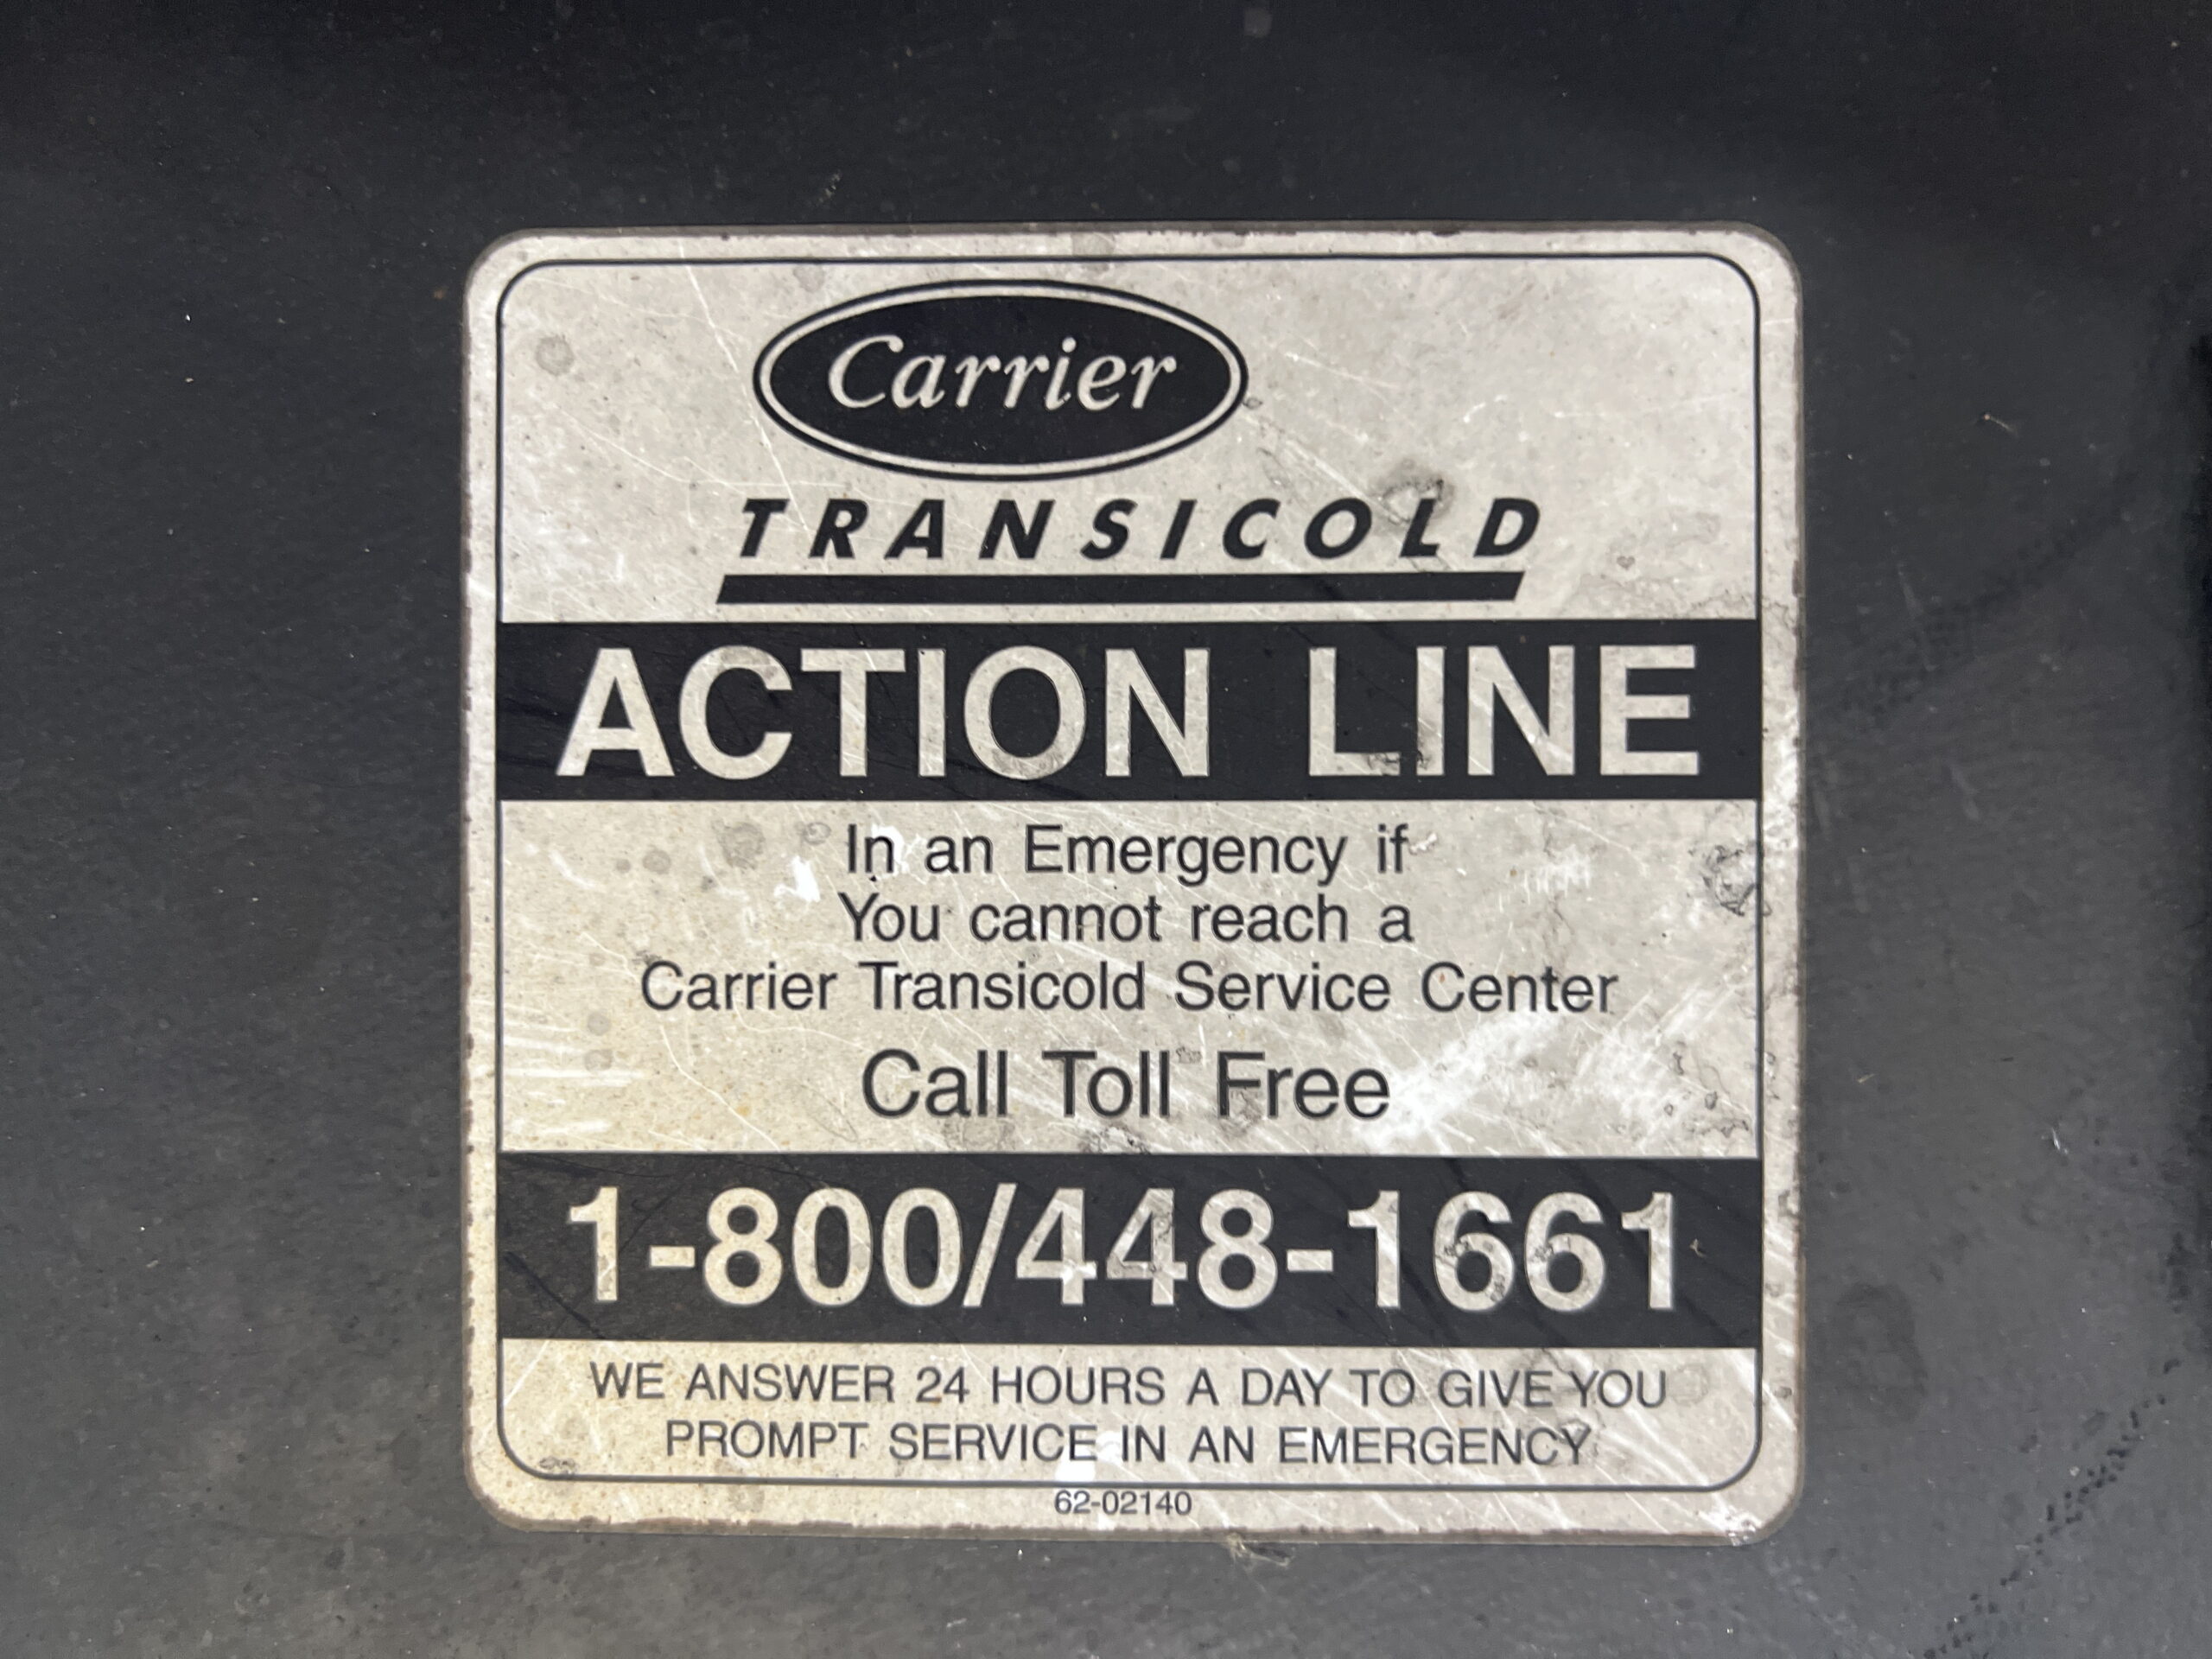 Carrier
TRANSICOLD
ACTION LINE
In an Emergency if
You cannot reach a
Carrier Transicold Service Center
Call Toll Free
1-800/448-1661
WE ANSWER 24 HOURS A DAY TO GIVE YOU
PROMPT SERVICE IN AN EMERGENCY
62-02140